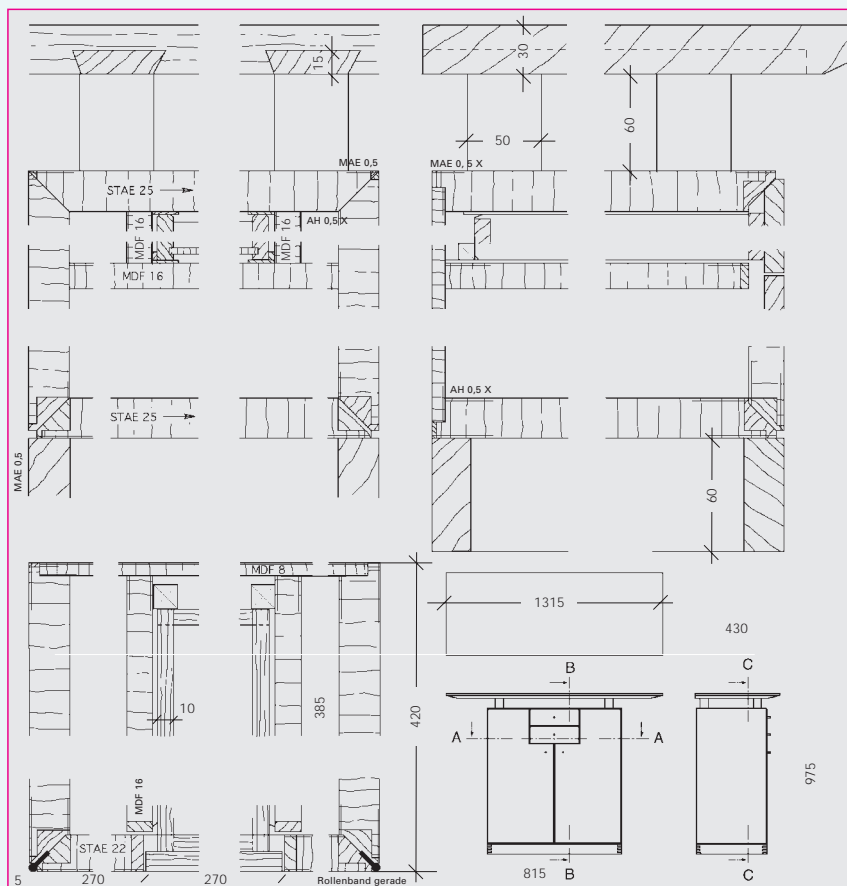 15
30
50
60
MAE 0,5
MAE 0, 5 X
STAE 25
AH 0,5 X
MDF 16
MDF 16
MDF 16
AH 0,5 X
STAE 25
MAE 0,5
60
MDF 8
1315
430
B
C
10
385
420
A
A
975
MDF 16
STAE 22
5
270
270
Rollenband gerade
815
B
C